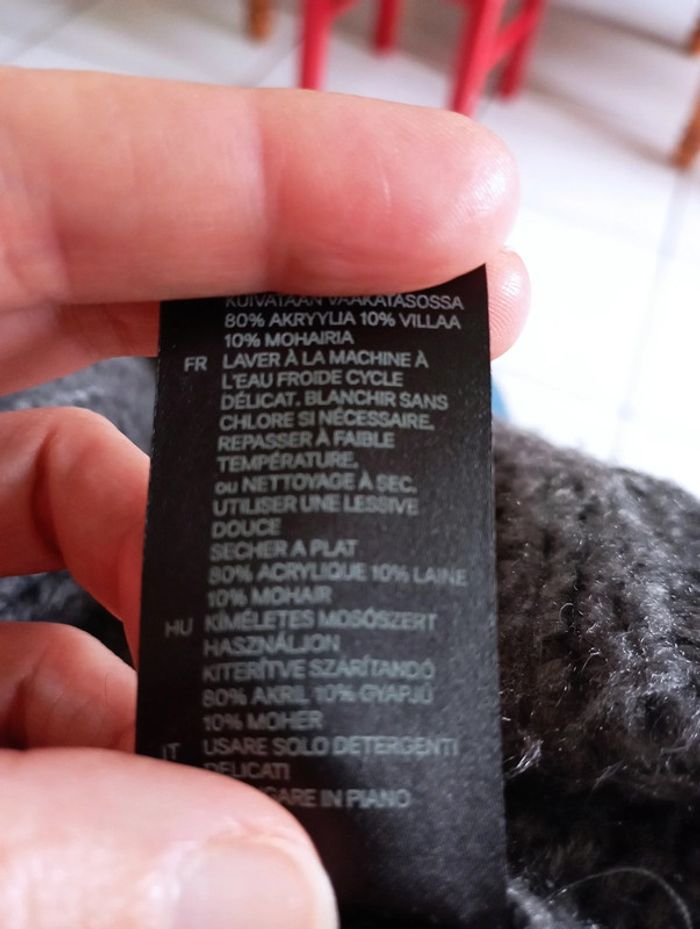 KUIVATAAN VAAKATASOSSA
80% AKRYYLIA 10% VILLAA
10% MOHAIRIA
FR LAVER À LA MACHINE À
L'EAU FROIDE CYCLE
DÉLICAT. BLANCHIR SANS
CHLORE SI NÉCESSAIRE.
REPASSER À FAIBLE
TEMPÉRATURE.
ou NETTOYAGE À SEC.
UTILISER UNE LESSIVE
DOUCE
SECHER A PLAT
80% ACRYLIQUE 10% LAINE
10% MOHAIR
HU KÍMÉLETES MOSÓSZERT
HASZNÁLJON
KITERÍTVE SZÁRÍTANDÓ
80% AKRIL 10% GYAPJÚ
10% MOHER
IT USARE SOLO DETERGENTI
DELICATI
IN PIANO